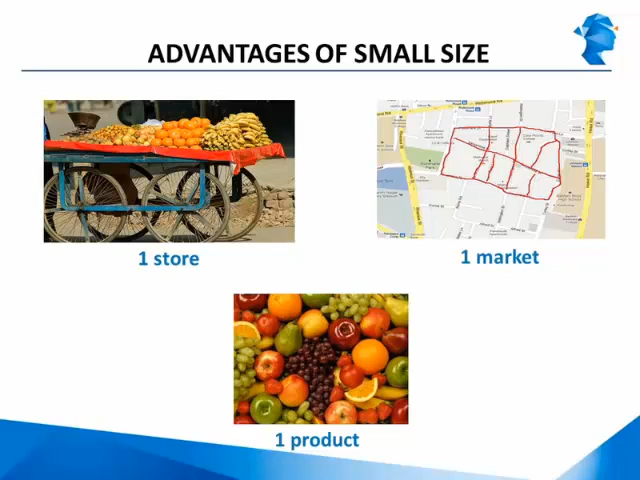 ADVANTAGES OF SMALL SIZE
1 store
1 market
1 product